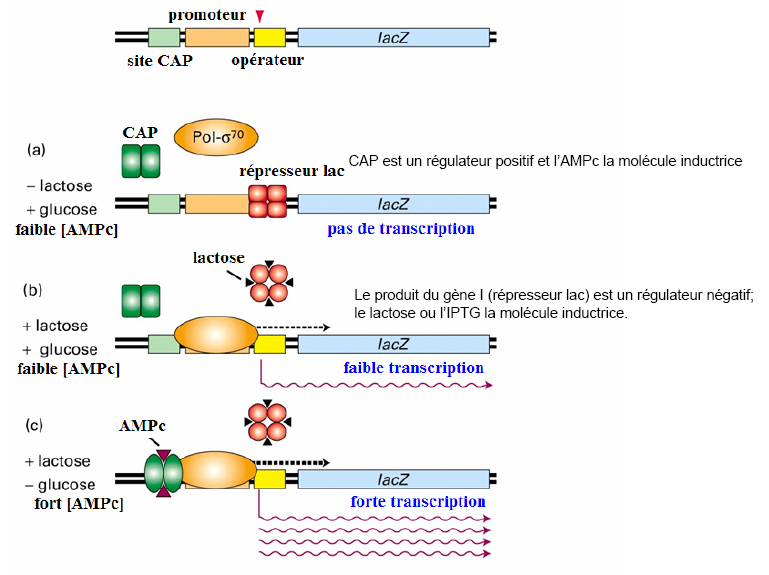 promoteur
lacZ
site CAP
opérateur
CAP
Pol-σ70
(a)
CAP est un régulateur positif et l’AMPc la molécule inductrice
répresseur lac
– lactose
+ glucose
lacZ
faible [AMPc]
pas de transcription
lactose
(b)
Le produit du gène I (répresseur lac) est un régulateur négatif;
le lactose ou l’IPTG la molécule inductrice.
+ lactose
+ glucose
lacZ
faible [AMPc]
faible transcription
(c)
AMPc
+ lactose
– glucose
lacZ
fort [AMPc]
forte transcription